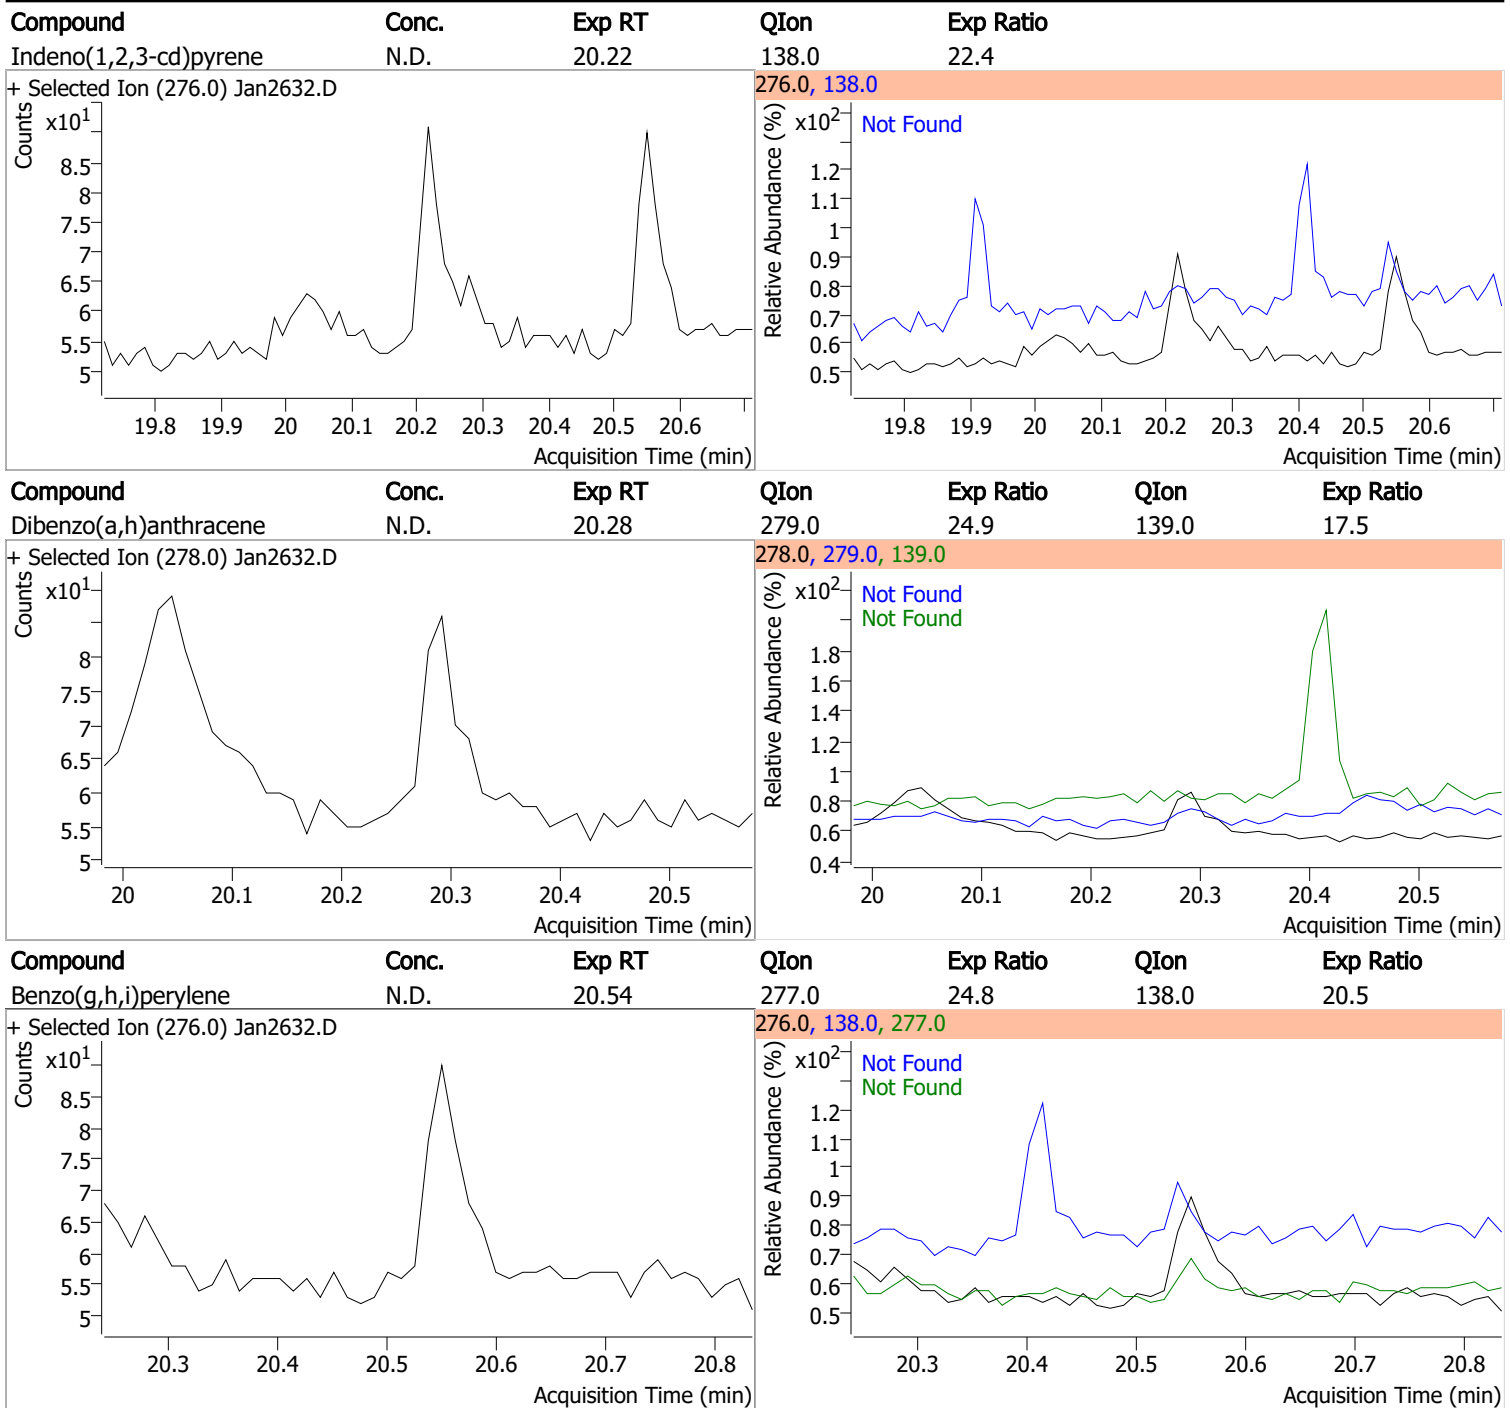 Compound Conc. Exp RT QIon Exp Ratio
Indeno(1,2,3-cd)pyrene N.D. 20.22 138.0 22.4
+ Selected Ion (276.0) Jan2632.D
Counts
x10¹
8.5
8
7.5
7
6.5
6
5.5
5
19.8 19.9 20 20.1 20.2 20.3 20.4 20.5 20.6
Acquisition Time (min)
276.0, 138.0
Relative Abundance (%)
x10²
Not Found
1.2
1.1
1
0.9
0.8
0.7
0.6
0.5
19.8 19.9 20 20.1 20.2 20.3 20.4 20.5 20.6
Acquisition Time (min)
Compound Conc. Exp RT QIon Exp Ratio QIon Exp Ratio
Dibenzo(a,h)anthracene N.D. 20.28 279.0 24.9 139.0 17.5
+ Selected Ion (278.0) Jan2632.D
Counts
x10¹
8
7.5
7
6.5
6
5.5
5
20 20.1 20.2 20.3 20.4 20.5
Acquisition Time (min)
278.0, 279.0, 139.0
Relative Abundance (%)
x10²
Not Found
Not Found
1.8
1.6
1.4
1.2
1
0.8
0.6
0.4
20 20.1 20.2 20.3 20.4 20.5
Acquisition Time (min)
Compound Conc. Exp RT QIon Exp Ratio QIon Exp Ratio
Benzo(g,h,i)perylene N.D. 20.54 277.0 24.8 138.0 20.5
+ Selected Ion (276.0) Jan2632.D
Counts
x10¹
8.5
8
7.5
7
6.5
6
5.5
5
20.3 20.4 20.5 20.6 20.7 20.8
Acquisition Time (min)
276.0, 138.0, 277.0
Relative Abundance (%)
x10²
Not Found
Not Found
1.2
1.1
1
0.9
0.8
0.7
0.6
0.5
20.3 20.4 20.5 20.6 20.7 20.8
Acquisition Time (min)